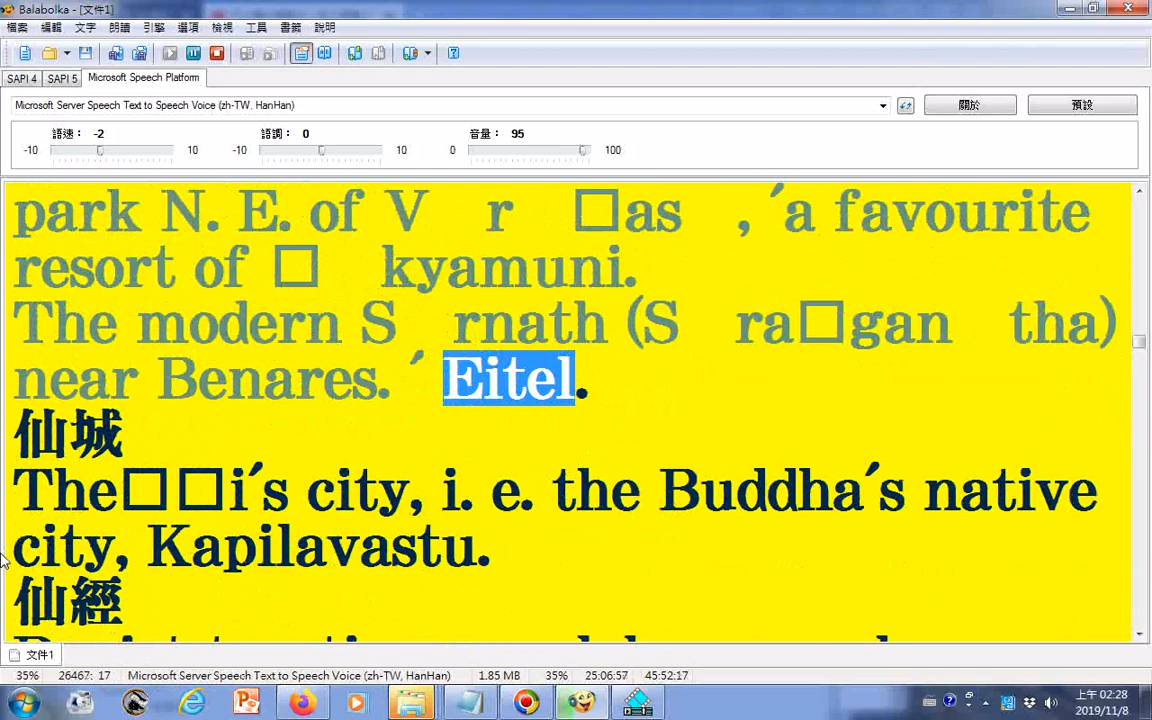 Balabolka - [文件1]
檔案 編輯 文字 朗讀 引擎 選項 檢視 工具 書籤 說明
SAPI 4 SAPI 5 Microsoft Speech Platform
Microsoft Server Speech Text to Speech Voice (zh-TW, HanHan) 關於 預設
語速： -2 語調： 0 音量： 95
-10 10 -10 10 0 100
park N. E. of V r □as , ´a favourite
resort of □ kyamuni.
The modern S rnath (S ra□gan tha)
near Benares. ´ Eitel.
仙城
The□□i´s city, i. e. the Buddha´s native
city, Kapilavastu.
仙經
文件1
35% 26467: 17 Microsoft Server Speech Text to Speech Voice (zh-TW, HanHan) 1.85 MB 35% 25:06:57 45:52:17
上午 02:28
2019/11/8